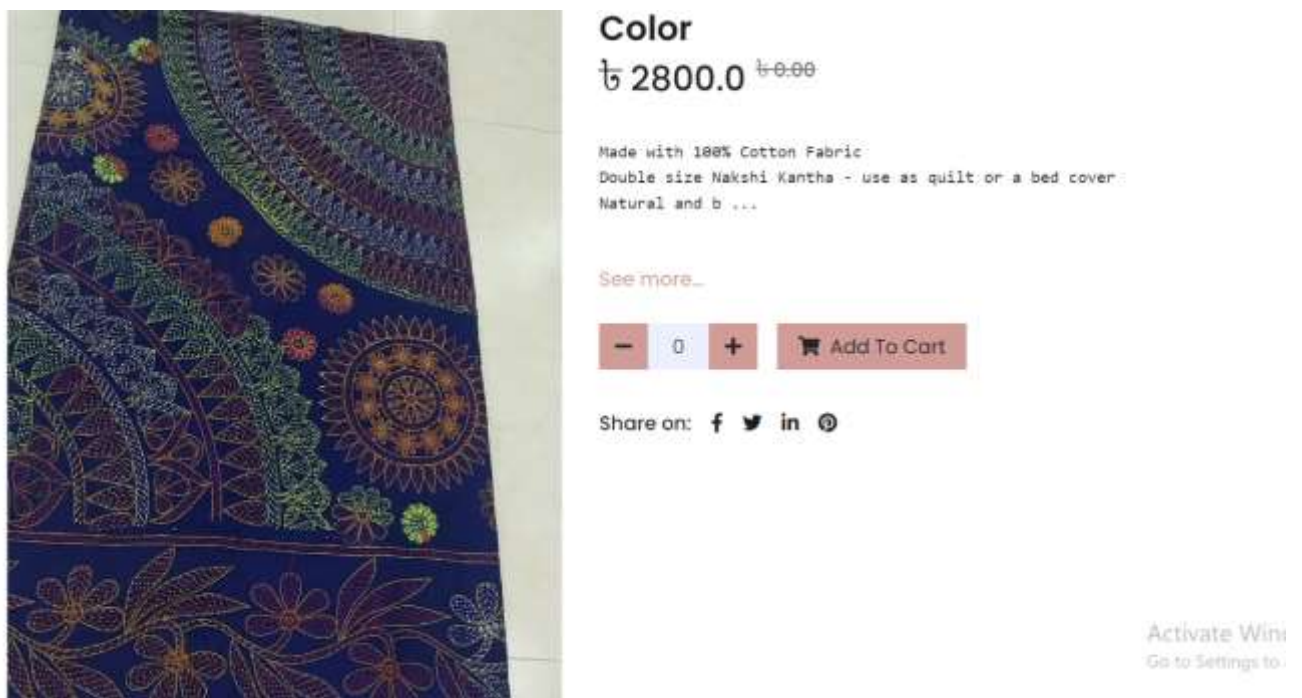 Color
৳ 2800.0 ৳ 0.00
Made with 100% Cotton Fabric
Double size Nakshi Kantha - use as quilt or a bed cover
Natural and b ...
See more...
− 0 + Add To Cart
Share on:
Activate Win
Go to Settings to